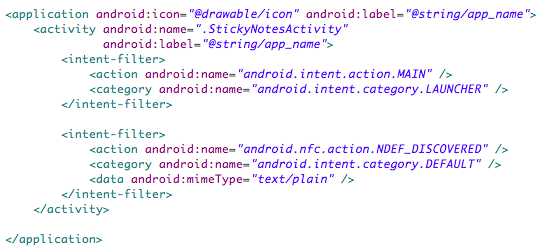 <application android:icon="@drawable/icon" android:label="@string/app_name">
    <activity android:name=".StickyNotesActivity"
              android:label="@string/app_name">
        <intent-filter>
            <action android:name="android.intent.action.MAIN" />
            <category android:name="android.intent.category.LAUNCHER" />
        </intent-filter>

        <intent-filter>
            <action android:name="android.nfc.action.NDEF_DISCOVERED" />
            <category android:name="android.intent.category.DEFAULT" />
            <data android:mimeType="text/plain" />
        </intent-filter>
    </activity>

</application>